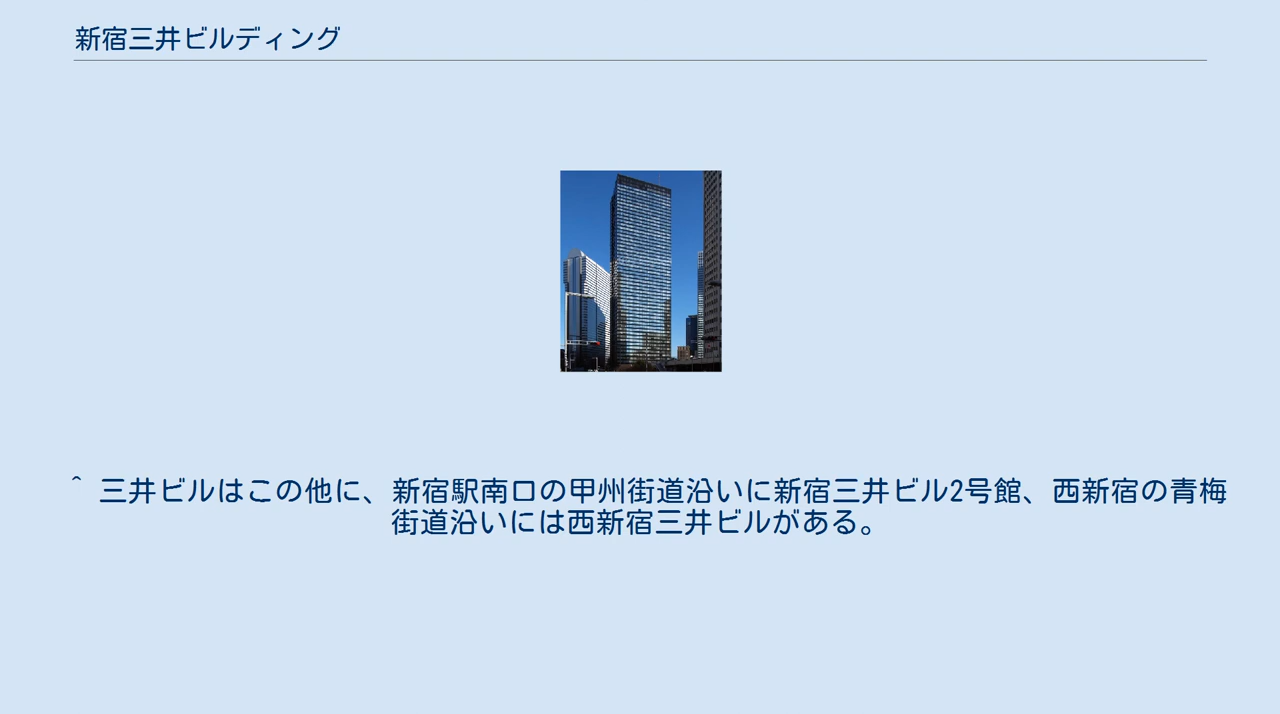 新宿三井ビルディング
^ 三井ビルはこの他に、新宿駅南口の甲州街道沿いに新宿三井ビル2号館、西新宿の青梅
街道沿いには西新宿三井ビルがある。